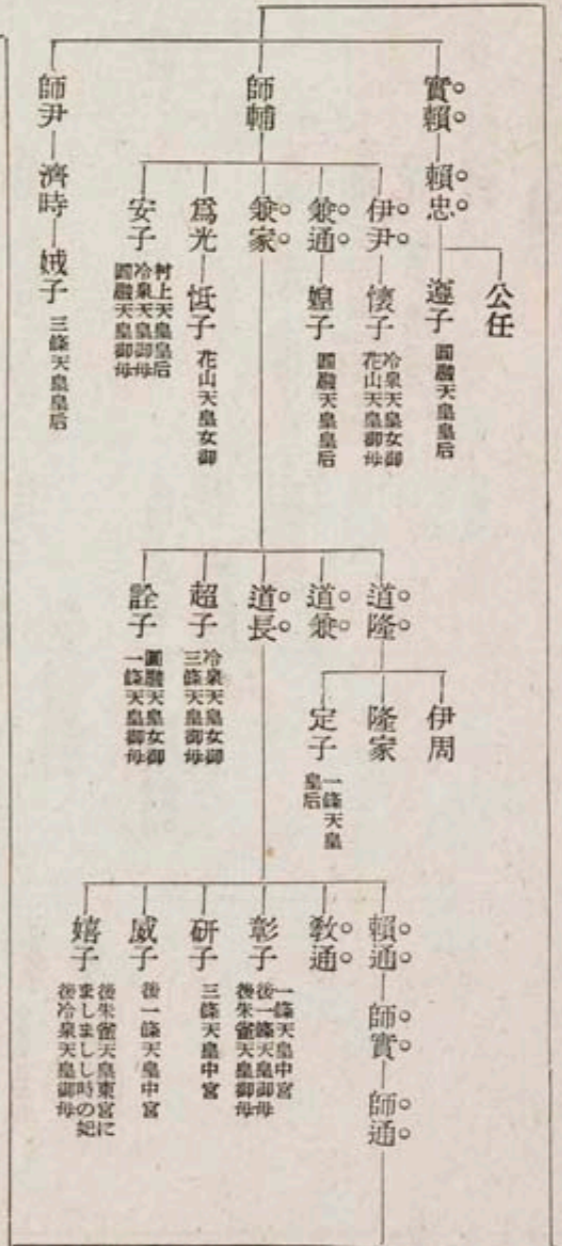 公任
實賴―賴忠
遵子 圓融天皇皇后
師輔
伊尹―懷子 冷泉天皇女御
花山天皇御母
兼通―媓子 圓融天皇皇后
兼家
爲光―忯子 花山天皇女御
安子 村上天皇皇后
冷泉天皇御母
圓融天皇御母
師尹―濟時―娍子 三條天皇皇后
伊周
道隆
隆家
定子 一條天皇
皇后
道兼
道長
超子 冷泉天皇女御
三條天皇御母
詮子 圓融天皇女御
一條天皇御母
賴通―師實―師通
敎通
彰子 一條天皇中宮
後一條天皇御母
後朱雀天皇御母
硏子 三條天皇中宮
威子 後一條天皇中宮
嬉子 後朱雀天皇東宮に
ましましし時の妃
後冷泉天皇御母